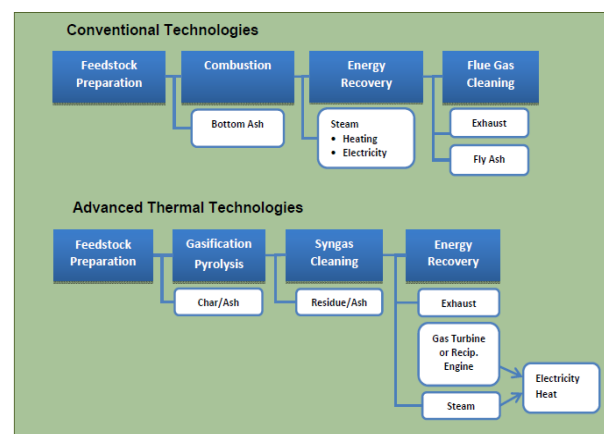 Conventional Technologies
Feedstock
Preparation
Combustion
Energy
Recovery
Flue Gas
Cleaning
Bottom Ash
Steam
• Heating
• Electricity
Exhaust
Fly Ash
Advanced Thermal Technologies
Feedstock
Preparation
Gasification
Pyrolysis
Syngas
Cleaning
Energy
Recovery
Char/Ash
Residue/Ash
Exhaust
Gas Turbine
or Recip.
Engine
Steam
Electricity
Heat